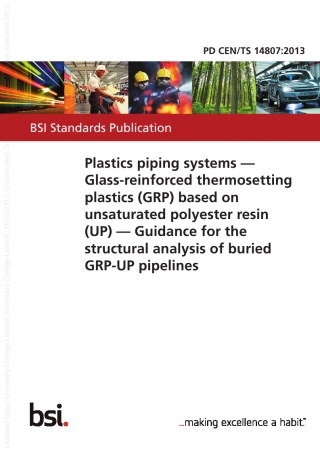 PD CEN/TS 14807:2013
BSI Standards Publication
Plastics piping systems —
Glass-reinforced thermosetting
plastics (GRP) based on
unsaturated polyester resin
(UP) — Guidance for the
structural analysis of buried
GRP-UP pipelines
bsi.
...making excellence a habit.™